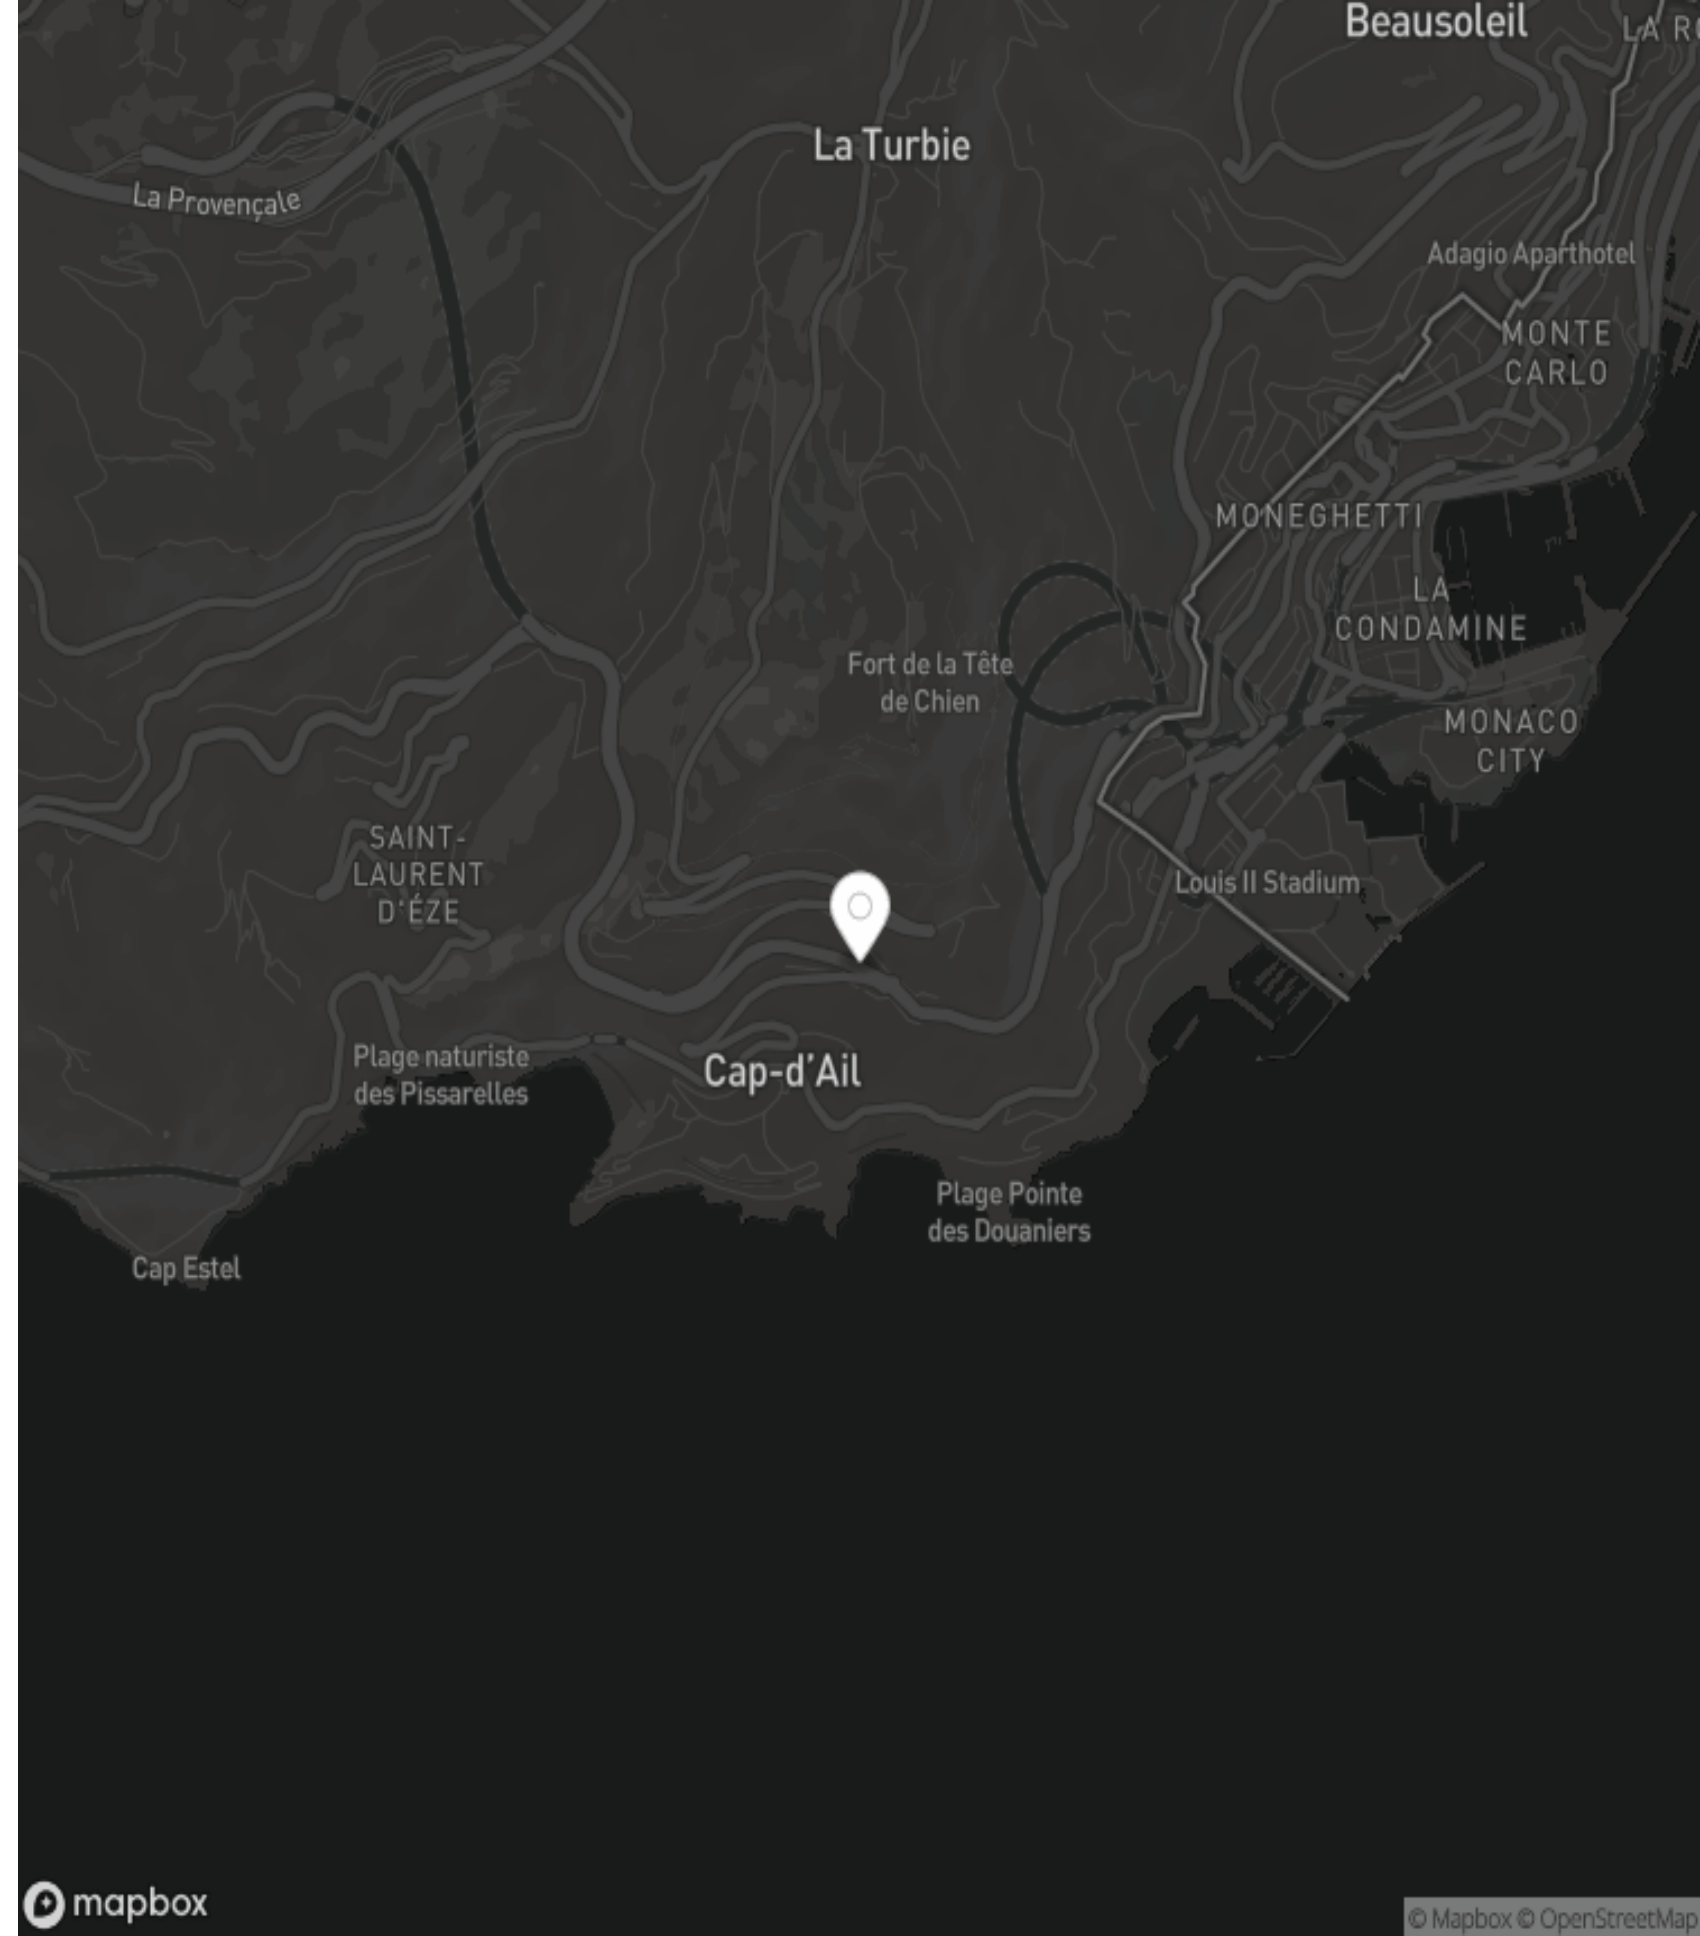 Beausoleil
La Turbie
La Provençale
Adagio Aparthotel
MONTE
CARLO
MONEGHETTI
LA
CONDAMINE
Fort de la Tête
de Chien
MONACO
CITY
SAINT-
LAURENT
D'ÉZE
Louis II Stadium
Plage naturiste
des Pissarelles
Cap-d'Ail
Plage Pointe
des Douaniers
Cap Estel
mapbox
© Mapbox © OpenStreetMap